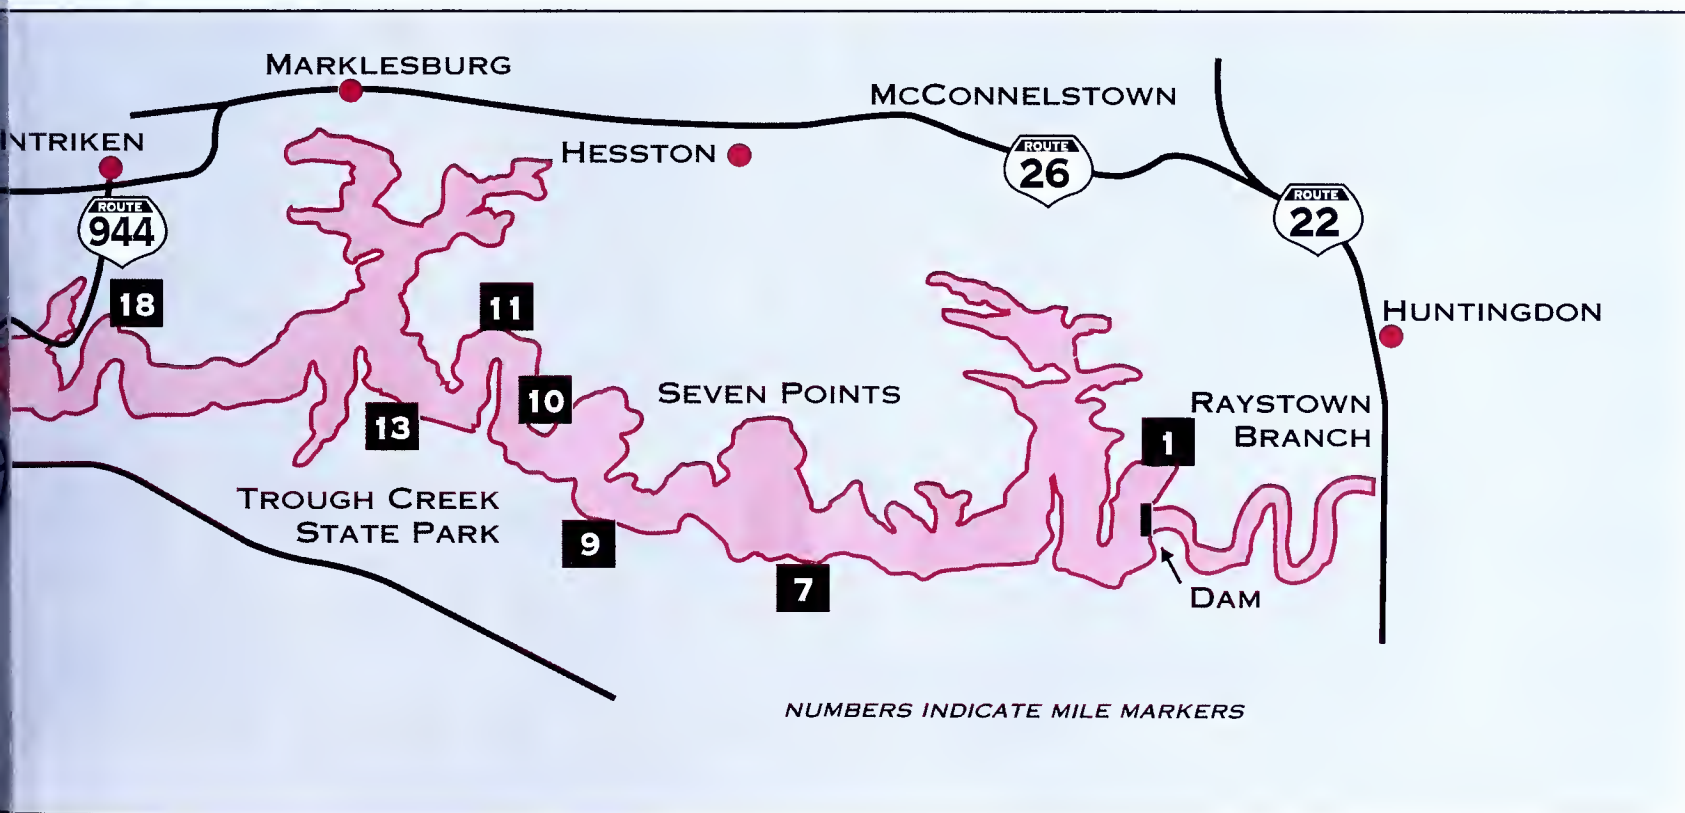 MARKLESBURG
MCCONNELSTOWN
NTRIKEN
HESSTON
ROUTE
26
ROUTE
22
ROUTE
944
18
11
HUNTINGDON
SEVEN POINTS
10
13
RAYSTOWN
BRANCH
1
TROUGH CREEK
STATE PARK
9
7
DAM
NUMBERS INDICATE MILE MARKERS